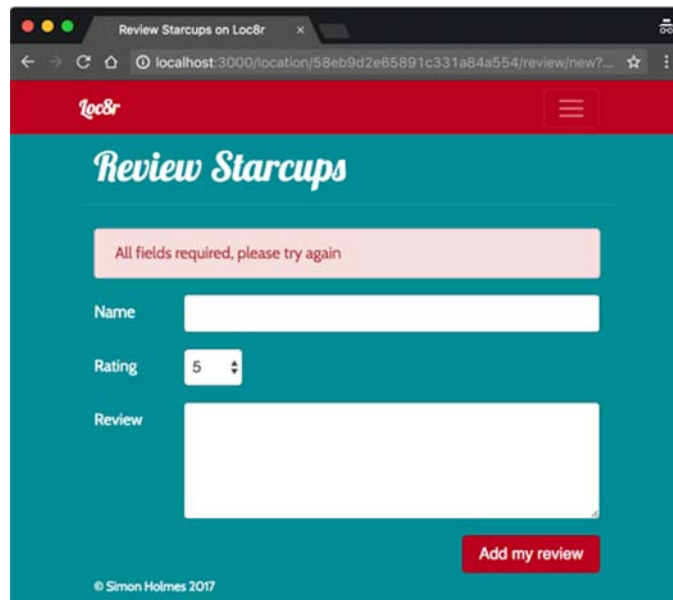 Review Starcups on Loc8r
localhost:3000/location/58eb9d2e65891c331a84a554/review/new?...
Loc8r
Review Starcups
All fields required, please try again
Name
Rating
5
Review
Add my review
© Simon Holmes 2017